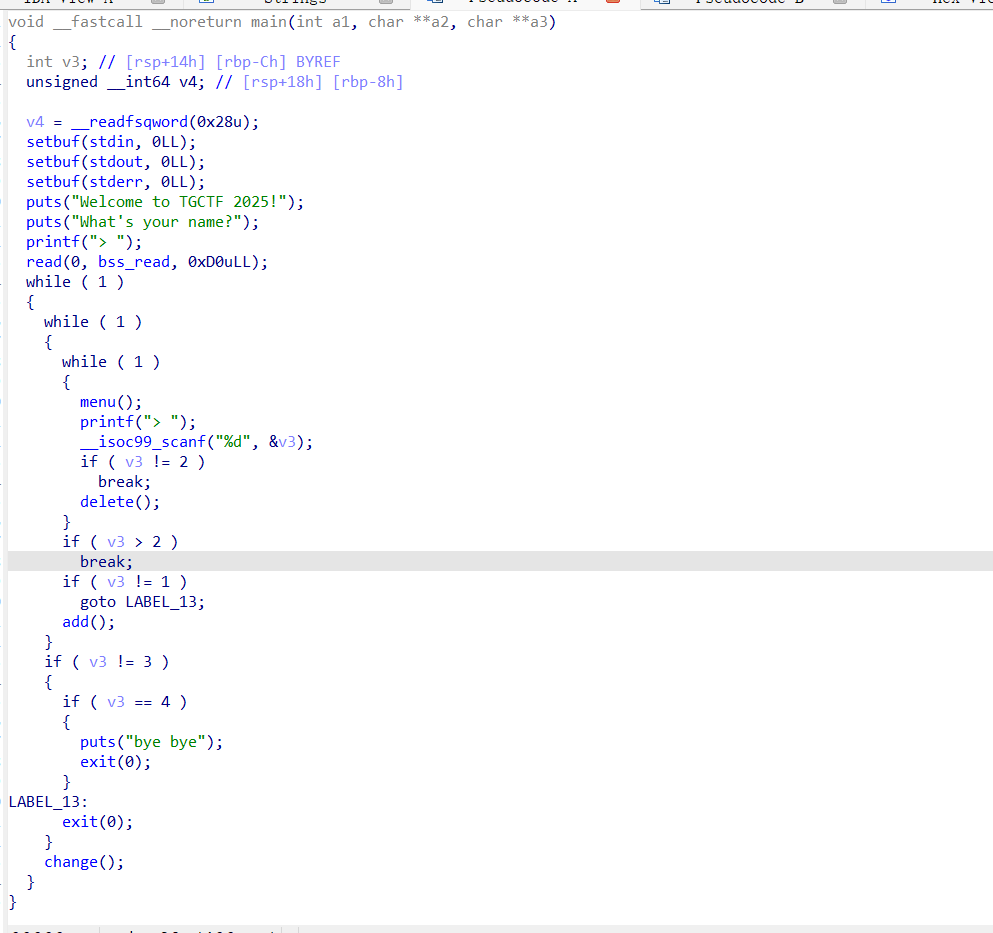 void __fastcall __noreturn main(int a1, char **a2, char **a3)
{
  int v3; // [rsp+14h] [rbp-Ch] BYREF
  unsigned __int64 v4; // [rsp+18h] [rbp-8h]

  v4 = __readfsqword(0x28u);
  setbuf(stdin, 0LL);
  setbuf(stdout, 0LL);
  setbuf(stderr, 0LL);
  puts("Welcome to TGCTF 2025!");
  puts("What's your name?");
  printf("> ");
  read(0, bss_read, 0xD0uLL);
  while ( 1 )
  {
    while ( 1 )
    {
      while ( 1 )
      {
        menu();
        printf("> ");
        __isoc99_scanf("%d", &v3);
        if ( v3 != 2 )
          break;
        delete();
      }
      if ( v3 > 2 )
        break;
      if ( v3 != 1 )
        goto LABEL_13;
      add();
    }
    if ( v3 != 3 )
    {
      if ( v3 == 4 )
      {
        puts("bye bye");
        exit(0);
      }
LABEL_13:
      exit(0);
    }
    change();
  }
}